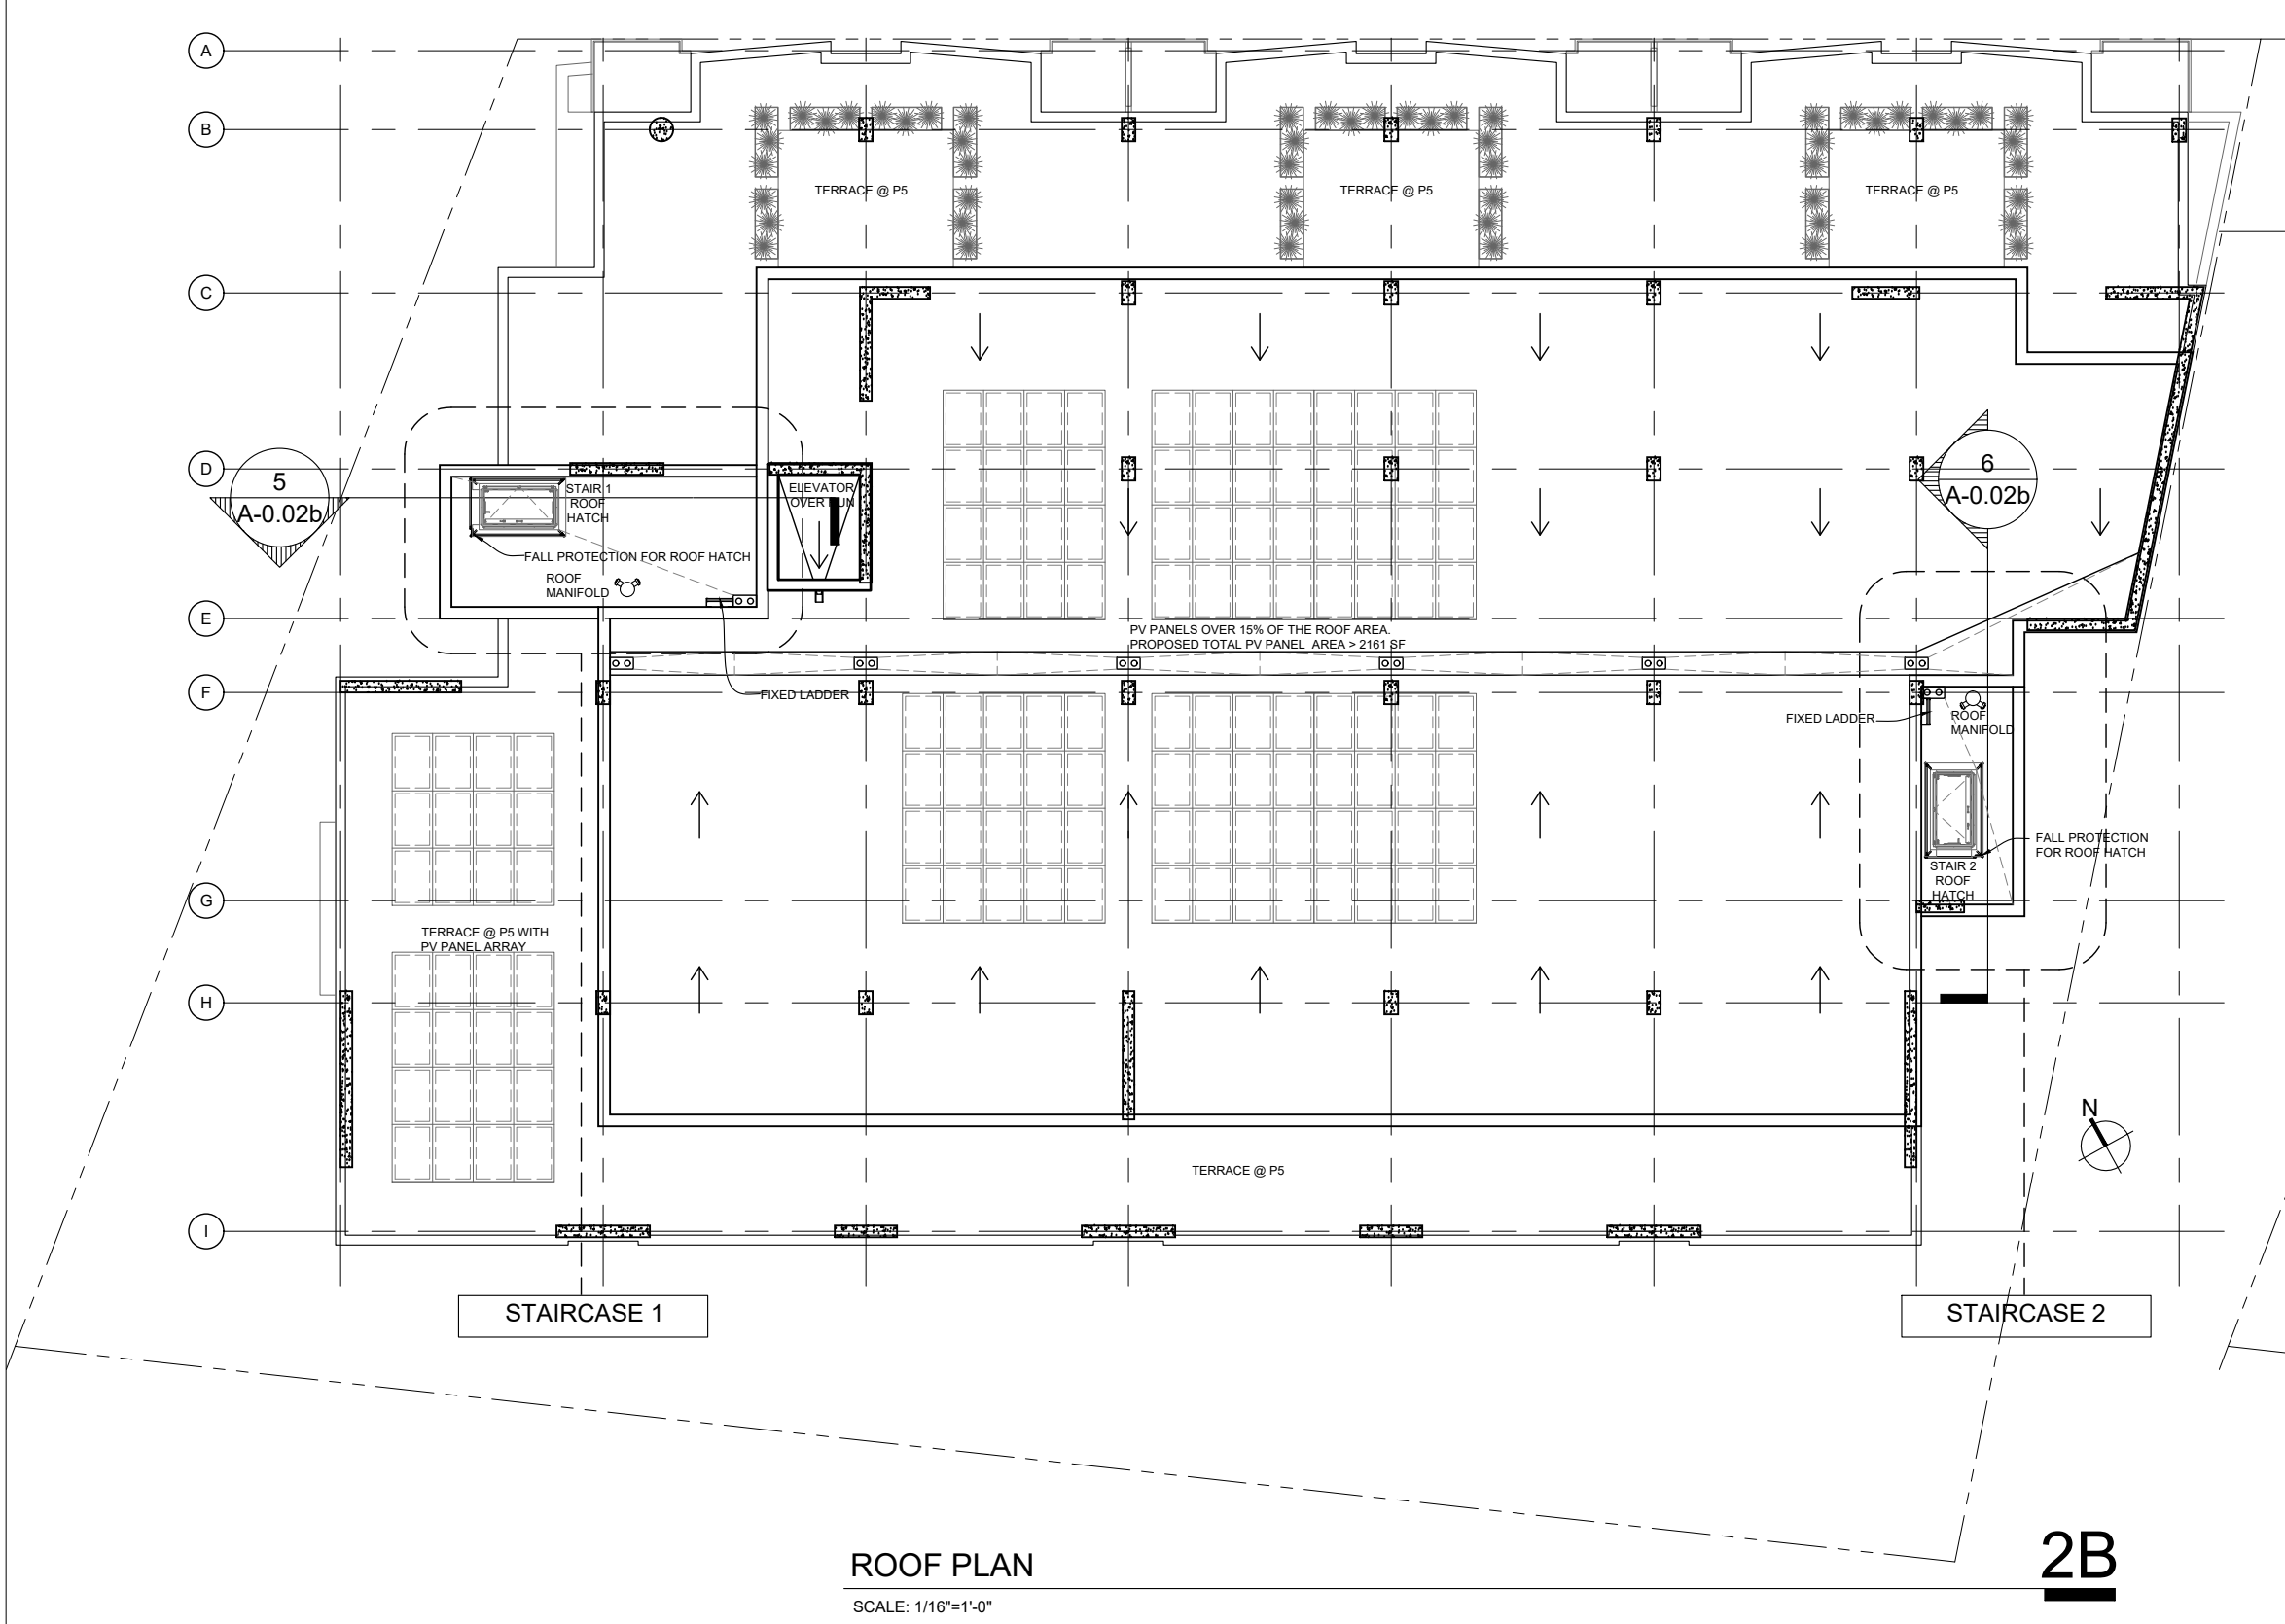 A
B
TERRACE @ P5
TERRACE @ P5
TERRACE @ P5
C
D
5
A-0.02b
STAIR 1
ROOF
HATCH
ELEVATOR
OVER RUN
6
A-0.02b
FALL PROTECTION FOR ROOF HATCH
ROOF
MANIFOLD
E
PV PANELS OVER 15% OF THE ROOF AREA.
PROPOSED TOTAL PV PANEL AREA > 2161 SF
F
FIXED LADDER
FIXED LADDER
ROOF
MANIFOLD
FALL PROTECTION
FOR ROOF HATCH
STAIR 2
ROOF
HATCH
G
TERRACE @ P5 WITH
PV PANEL ARRAY
H
N
TERRACE @ P5
I
STAIRCASE 1
STAIRCASE 2
ROOF PLAN
2B
SCALE: 1/16"=1'-0"